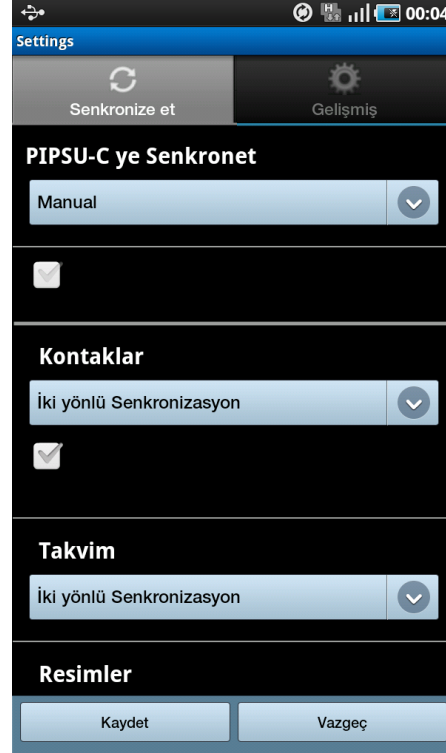 H 00:04
Settings
Senkronize et Gelişmiş
PIPSU-C ye Senkronet
Manual
Kontaklar
İki yönlü Senkronizasyon
Takvim
İki yönlü Senkronizasyon
Resimler
Kaydet Vazgeç